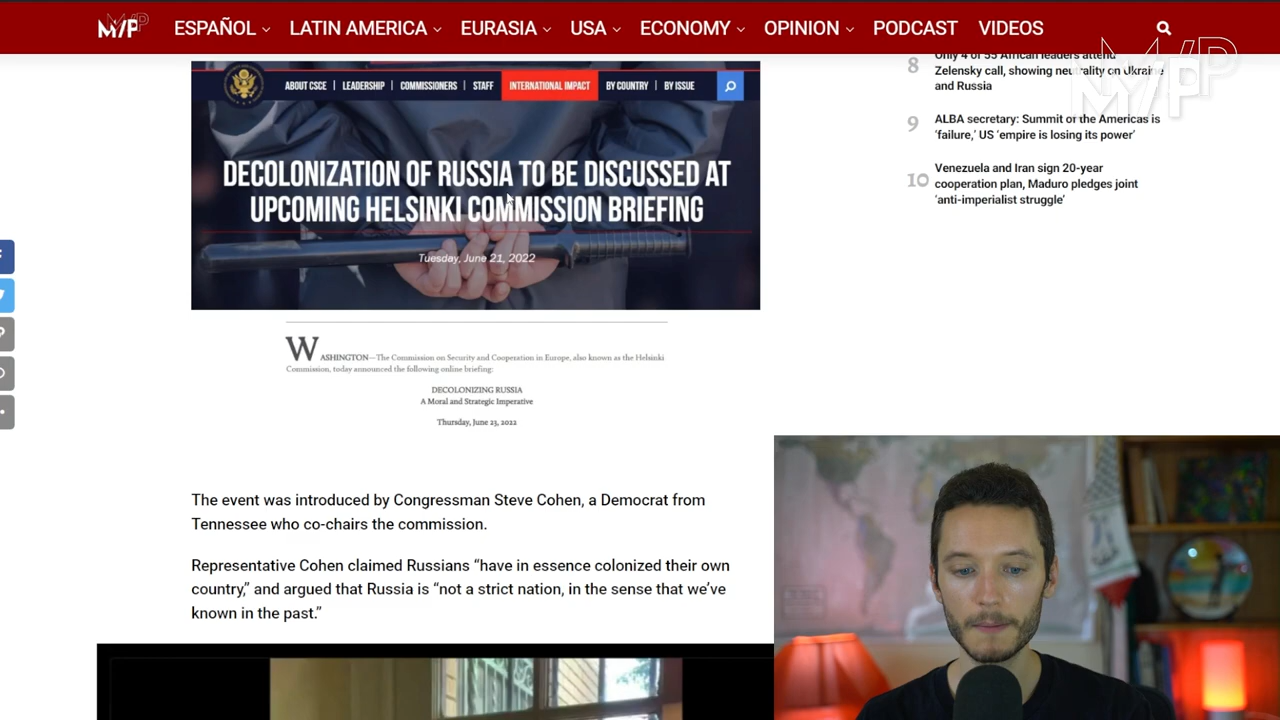 M/P ESPAÑOL LATIN AMERICA EURASIA USA ECONOMY OPINION PODCAST VIDEOS
M/P
ABOUT CSCE | LEADERSHIP | COMMISSIONERS | STAFF INTERNATIONAL IMPACT BY COUNTRY | BY ISSUE
DECOLONIZATION OF RUSSIA TO BE DISCUSSED AT
UPCOMING HELSINKI COMMISSION BRIEFING
Tuesday, June 21, 2022
WASHINGTON—The Commission on Security and Cooperation in Europe, also known as the Helsinki
Commission, today announced the following online briefing:
DECOLONIZING RUSSIA
A Moral and Strategic Imperative
Thursday, June 23, 2022
The event was introduced by Congressman Steve Cohen, a Democrat from
Tennessee who co-chairs the commission.
Representative Cohen claimed Russians “have in essence colonized their own
country,” and argued that Russia is “not a strict nation, in the sense that we’ve
known in the past.”
8 Only 4 of 55 African leaders attend
Zelensky call, showing neutrality on Ukraine
and Russia
9 ALBA secretary: Summit of the Americas is
‘failure,’ US ‘empire is losing its power’
10 Venezuela and Iran sign 20-year
cooperation plan, Maduro pledges joint
‘anti-imperialist struggle’